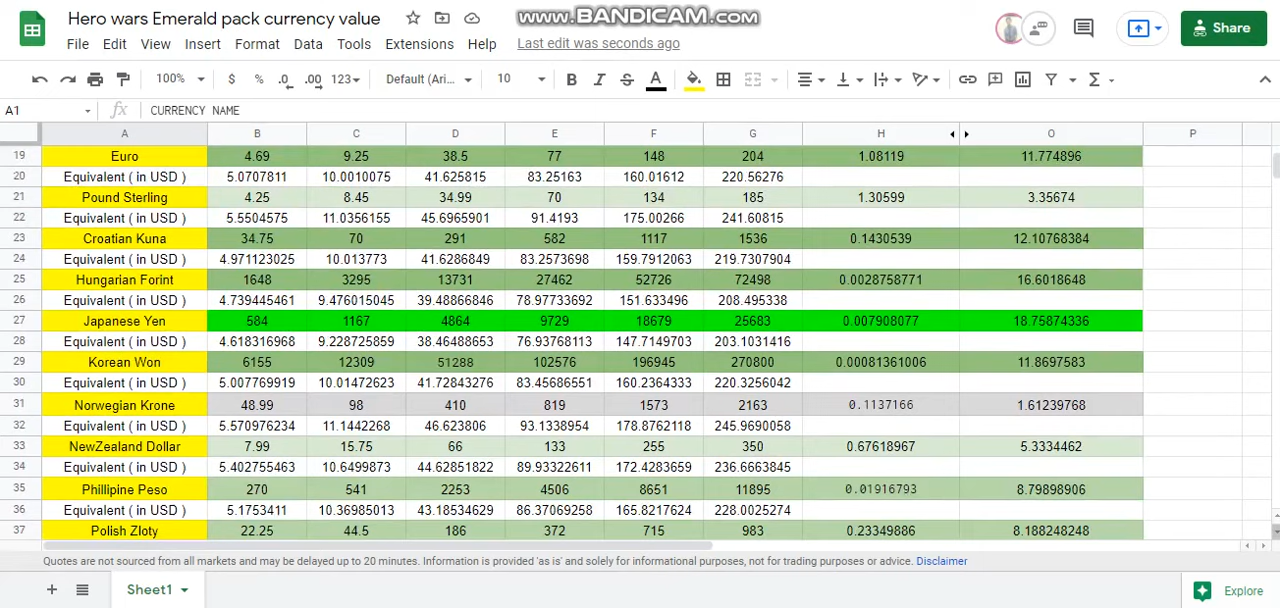 Hero wars Emerald pack currency value
www.BANDICAM.com
Share
File Edit View Insert Format Data Tools Extensions Help Last edit was seconds ago
100% $ % .0 .00 123 Default (Ari... 10 B I S A
A1 fx CURRENCY NAME
A B C D E F G H O P
19 Euro 4.69 9.25 38.5 77 148 204 1.08119 11.774896
20 Equivalent ( in USD ) 5.0707811 10.0010075 41.625815 83.25163 160.01612 220.56276
21 Pound Sterling 4.25 8.45 34.99 70 134 185 1.30599 3.35674
22 Equivalent ( in USD ) 5.5504575 11.0356155 45.6965901 91.4193 175.00266 241.60815
23 Croatian Kuna 34.75 70 291 582 1117 1536 0.1430539 12.10768384
24 Equivalent ( in USD ) 4.971123025 10.013773 41.6286849 83.2573698 159.7912063 219.7307904
25 Hungarian Forint 1648 3295 13731 27462 52726 72498 0.0028758771 16.6018648
26 Equivalent ( in USD ) 4.739445461 9.476015045 39.48866846 78.97733692 151.633496 208.495338
27 Japanese Yen 584 1167 4864 9729 18679 25683 0.007908077 18.75874336
28 Equivalent ( in USD ) 4.618316968 9.228725859 38.46488653 76.93768113 147.7149703 203.1031416
29 Korean Won 6155 12309 51288 102576 196945 270800 0.00081361006 11.8697583
30 Equivalent ( in USD ) 5.007769919 10.01472623 41.72843276 83.45686551 160.2364333 220.3256042
31 Norwegian Krone 48.99 98 410 819 1573 2163 0.1137166 1.61239768
32 Equivalent ( in USD ) 5.570976234 11.1442268 46.623806 93.1338954 178.8762118 245.9690058
33 NewZealand Dollar 7.99 15.75 66 133 255 350 0.67618967 5.3334462
34 Equivalent ( in USD ) 5.402755463 10.6499873 44.62851822 89.93322611 172.4283659 236.6663845
35 Phillipine Peso 270 541 2253 4506 8651 11895 0.01916793 8.79898906
36 Equivalent ( in USD ) 5.1753411 10.36985013 43.18534629 86.37069258 165.8217624 228.0025274
37 Polish Zloty 22.25 44.5 186 372 715 983 0.23349886 8.188248248
Quotes are not sourced from all markets and may be delayed up to 20 minutes. Information is provided 'as is' and solely for informational purposes, not for trading purposes or advice. Disclaimer
Sheet1 Explore